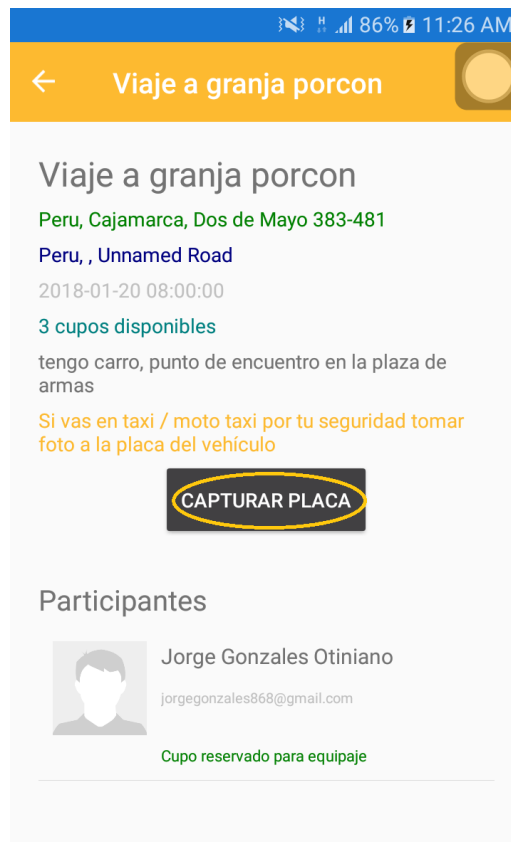 86% 11:26 AM
Viaje a granja porcon
Viaje a granja porcon
Peru, Cajamarca, Dos de Mayo 383-481
Peru, , Unnamed Road
2018-01-20 08:00:00
3 cupos disponibles
tengo carro, punto de encuentro en la plaza de
armas
Si vas en taxi / moto taxi por tu seguridad tomar
foto a la placa del vehículo
CAPTURAR PLACA
Participantes
Jorge Gonzales Otiniano
jorgegonzales868@gmail.com
Cupo reservado para equipaje